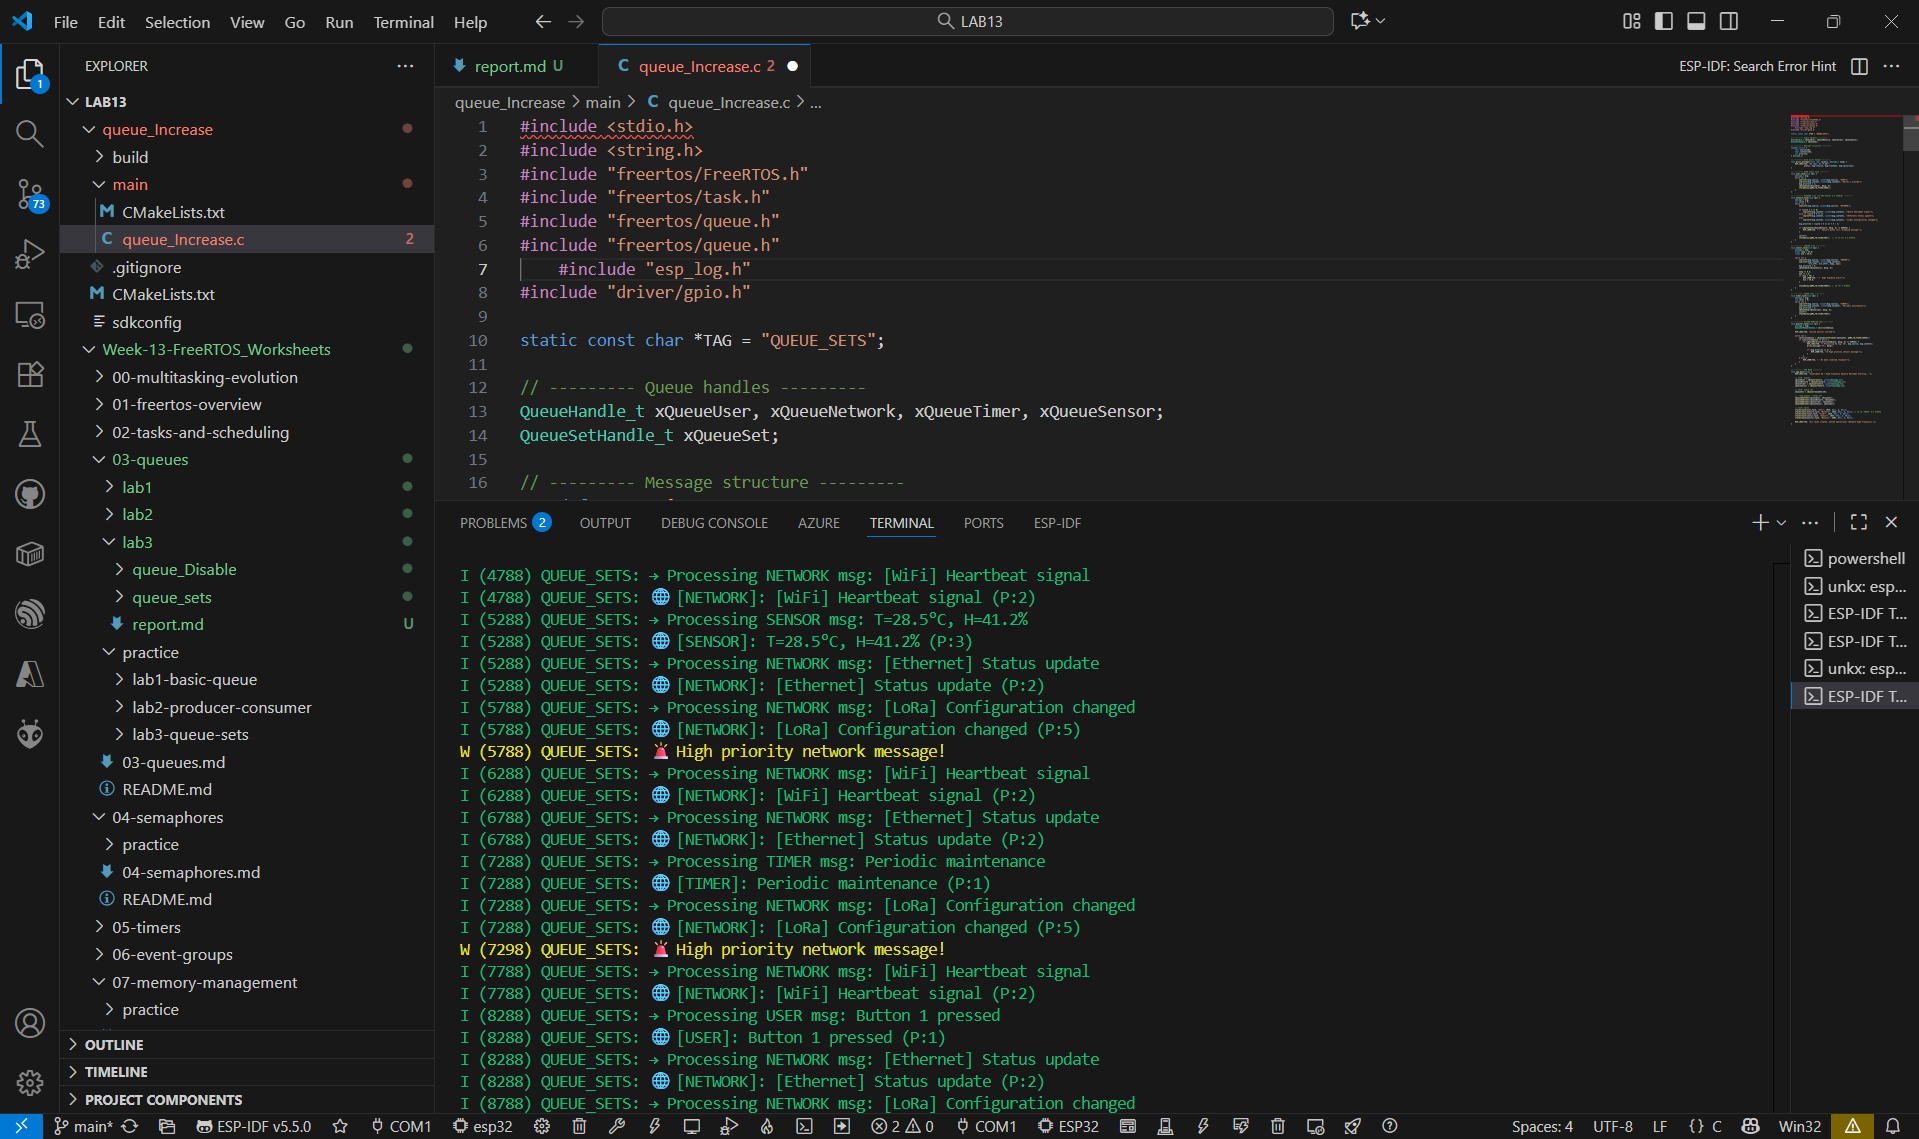 File Edit Selection View Go Run Terminal Help
LAB13
EXPLORER
1
73
LAB13
queue_Increase
build
main
CMakeLists.txt
queue_Increase.c 2
.gitignore
CMakeLists.txt
sdkconfig
Week-13-FreeRTOS_Worksheets
00-multitasking-evolution
01-freertos-overview
02-tasks-and-scheduling
03-queues
lab1
lab2
lab3
queue_Disable
queue_sets
report.md U
practice
lab1-basic-queue
lab2-producer-consumer
lab3-queue-sets
03-queues.md
README.md
04-semaphores
practice
04-semaphores.md
README.md
05-timers
06-event-groups
07-memory-management
practice
OUTLINE
TIMELINE
PROJECT COMPONENTS
report.md U
queue_Increase.c 2
ESP-IDF: Search Error Hint
queue_Increase > main > C queue_Increase.c > ...
1 #include <stdio.h>
2 #include <string.h>
3 #include "freertos/FreeRTOS.h"
4 #include "freertos/task.h"
5 #include "freertos/queue.h"
6 #include "freertos/queue.h"
7 #include "esp_log.h"
8 #include "driver/gpio.h"
9
10 static const char *TAG = "QUEUE_SETS";
11
12 // --------- Queue handles ---------
13 QueueHandle_t xQueueUser, xQueueNetwork, xQueueTimer, xQueueSensor;
14 QueueSetHandle_t xQueueSet;
15
16 // --------- Message structure ---------
PROBLEMS 2 OUTPUT DEBUG CONSOLE AZURE TERMINAL PORTS ESP-IDF
I (4788) QUEUE_SETS: → Processing NETWORK msg: [WiFi] Heartbeat signal
I (4788) QUEUE_SETS: 🌐 [NETWORK]: [WiFi] Heartbeat signal (P:2)
I (5288) QUEUE_SETS: → Processing SENSOR msg: T=28.5°C, H=41.2%
I (5288) QUEUE_SETS: 🌐 [SENSOR]: T=28.5°C, H=41.2% (P:3)
I (5288) QUEUE_SETS: → Processing NETWORK msg: [Ethernet] Status update
I (5288) QUEUE_SETS: 🌐 [NETWORK]: [Ethernet] Status update (P:2)
I (5788) QUEUE_SETS: → Processing NETWORK msg: [LoRa] Configuration changed
I (5788) QUEUE_SETS: 🌐 [NETWORK]: [LoRa] Configuration changed (P:5)
W (5788) QUEUE_SETS: 🚨 High priority network message!
I (6288) QUEUE_SETS: → Processing NETWORK msg: [WiFi] Heartbeat signal
I (6288) QUEUE_SETS: 🌐 [NETWORK]: [WiFi] Heartbeat signal (P:2)
I (6788) QUEUE_SETS: → Processing NETWORK msg: [Ethernet] Status update
I (6788) QUEUE_SETS: 🌐 [NETWORK]: [Ethernet] Status update (P:2)
I (7288) QUEUE_SETS: → Processing TIMER msg: Periodic maintenance
I (7288) QUEUE_SETS: 🌐 [TIMER]: Periodic maintenance (P:1)
I (7288) QUEUE_SETS: → Processing NETWORK msg: [LoRa] Configuration changed
I (7288) QUEUE_SETS: 🌐 [NETWORK]: [LoRa] Configuration changed (P:5)
W (7298) QUEUE_SETS: 🚨 High priority network message!
I (7788) QUEUE_SETS: → Processing NETWORK msg: [WiFi] Heartbeat signal
I (7788) QUEUE_SETS: 🌐 [NETWORK]: [WiFi] Heartbeat signal (P:2)
I (8288) QUEUE_SETS: → Processing USER msg: Button 1 pressed
I (8288) QUEUE_SETS: 🌐 [USER]: Button 1 pressed (P:1)
I (8288) QUEUE_SETS: → Processing NETWORK msg: [Ethernet] Status update
I (8288) QUEUE_SETS: 🌐 [NETWORK]: [Ethernet] Status update (P:2)
I (8788) QUEUE_SETS: → Processing NETWORK msg: [LoRa] Configuration changed
powershell
unkx: esp...
ESP-IDF T...
ESP-IDF T...
unkx: esp...
ESP-IDF T...
main* ESP-IDF v5.5.0 COM1 esp32 2 0 COM1 ESP32 Spaces: 4 UTF-8 LF {} C Win32